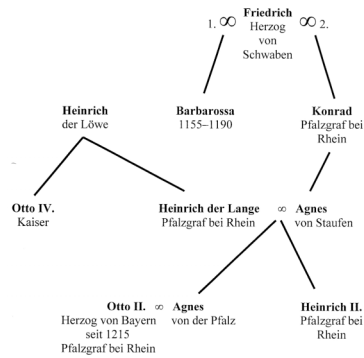 Friedrich
1. ∞ Herzog ∞ 2.
von
Schwaben
Heinrich
der Löwe
Barbarossa
1155–1190
Konrad
Pfalzgraf bei
Rhein
Otto IV.
Kaiser
Heinrich der Lange ∞ Agnes
Pfalzgraf bei Rhein von Staufen
Otto II. ∞ Agnes
Herzog von Bayern von der Pfalz
seit 1215
Pfalzgraf bei Rhein
Heinrich II.
Pfalzgraf bei
Rhein